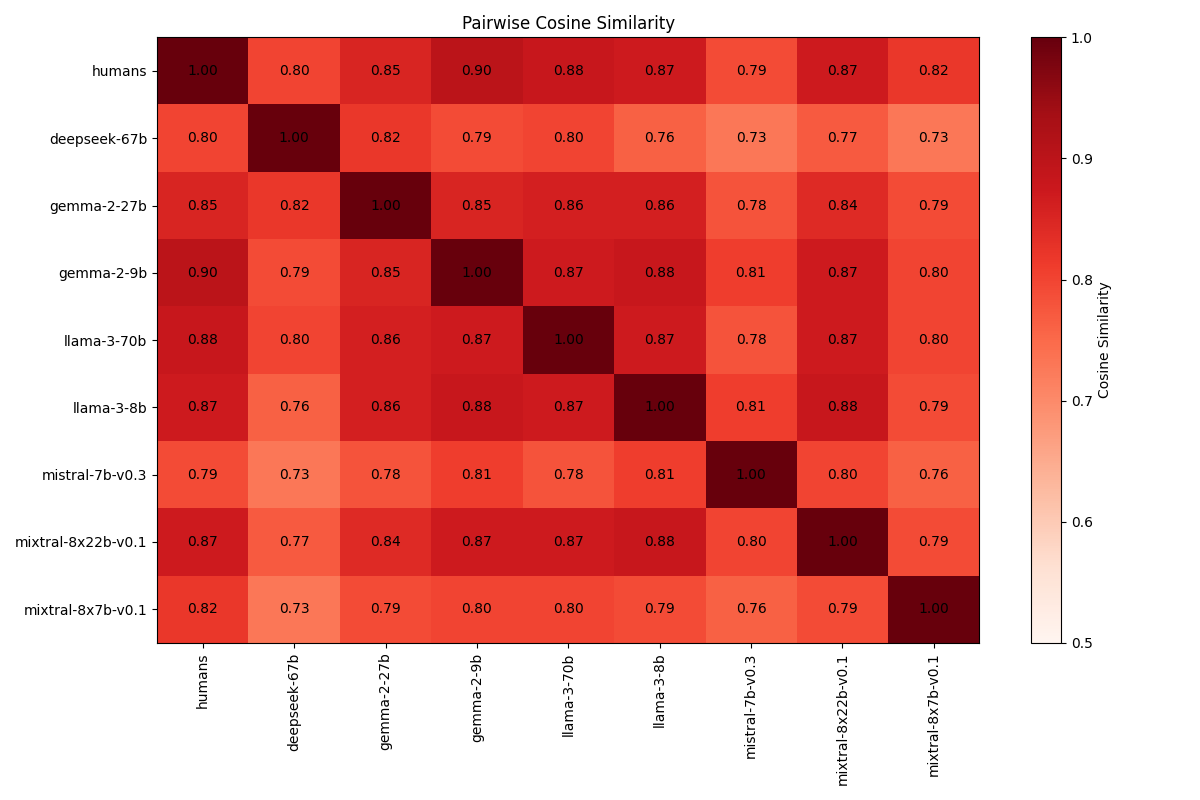 Pairwise Cosine Similarity
humans 1.00 0.80 0.85 0.90 0.88 0.87 0.79 0.87 0.82
deepseek-67b 0.80 1.00 0.82 0.79 0.80 0.76 0.73 0.77 0.73
gemma-2-27b 0.85 0.82 1.00 0.85 0.86 0.86 0.78 0.84 0.79
gemma-2-9b 0.90 0.79 0.85 1.00 0.87 0.88 0.81 0.87 0.80
llama-3-70b 0.88 0.80 0.86 0.87 1.00 0.87 0.78 0.87 0.80
llama-3-8b 0.87 0.76 0.86 0.88 0.87 1.00 0.81 0.88 0.79
mistral-7b-v0.3 0.79 0.73 0.78 0.81 0.78 0.81 1.00 0.80 0.76
mixtral-8x22b-v0.1 0.87 0.77 0.84 0.87 0.87 0.88 0.80 1.00 0.79
mixtral-8x7b-v0.1 0.82 0.73 0.79 0.80 0.80 0.79 0.76 0.79 1.00
humans
deepseek-67b
gemma-2-27b
gemma-2-9b
llama-3-70b
llama-3-8b
mistral-7b-v0.3
mixtral-8x22b-v0.1
mixtral-8x7b-v0.1
1.0
0.9
0.8
0.7
0.6
0.5
Cosine Similarity